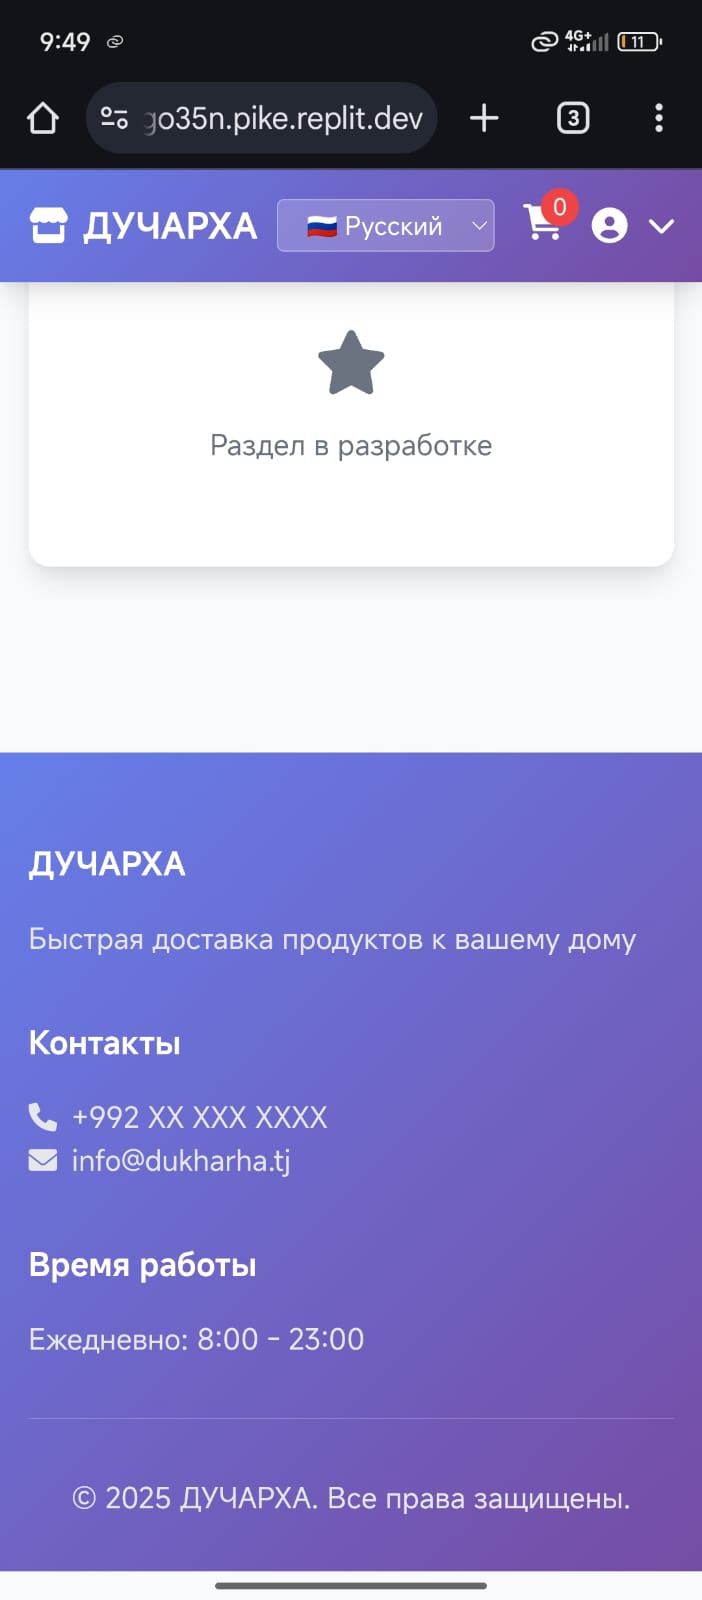 9:49
4G+
11
go35n.pike.replit.dev
3
ДУЧАРХА
Русский
0
Раздел в разработке
ДУЧАРХА
Быстрая доставка продуктов к вашему дому
Контакты
+992 XX XXX XXXX
info@dukharha.tj
Время работы
Ежедневно: 8:00 - 23:00
© 2025 ДУЧАРХА. Все права защищены.